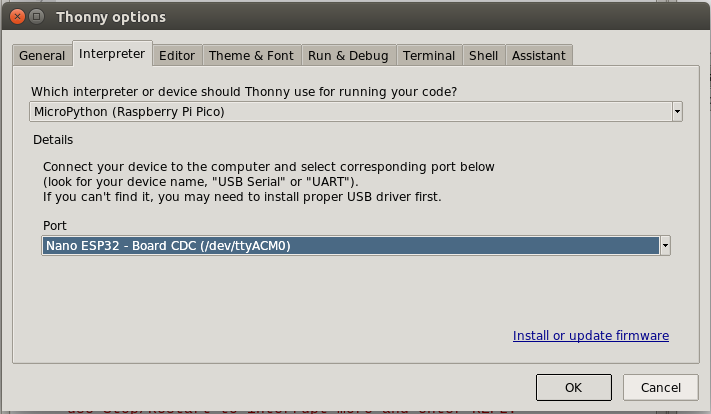 Thonny options
General Interpreter Editor Theme & Font Run & Debug Terminal Shell Assistant
Which interpreter or device should Thonny use for running your code?
MicroPython (Raspberry Pi Pico)
Details
Connect your device to the computer and select corresponding port below
(look for your device name, "USB Serial" or "UART").
If you can't find it, you may need to install proper USB driver first.
Port
Nano ESP32 - Board CDC (/dev/ttyACM0)
Install or update firmware
OK Cancel